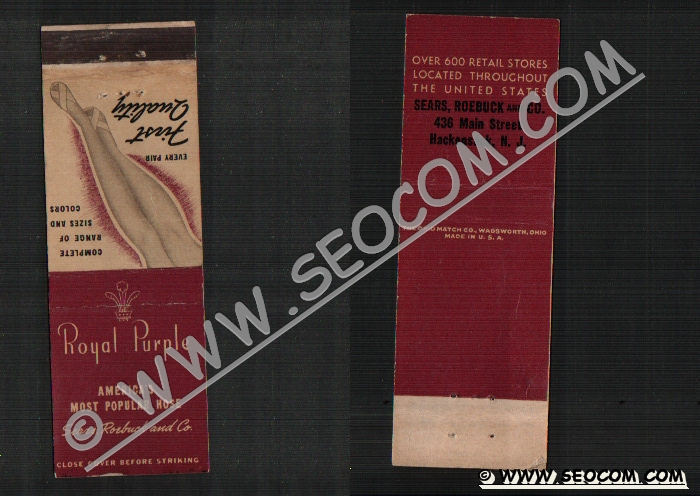 First
Quality
EVERY PAIR
COMPLETE
RANGE OF
SIZES AND
COLORS
Royal Purple
AMERICA'S
MOST POPULAR HOSE
Sears, Roebuck and Co.
CLOSE COVER BEFORE STRIKING
OVER 600 RETAIL STORES
LOCATED THROUGHOUT
THE UNITED STATES
SEARS, ROEBUCK AND CO.
436 Main Street
Hackensack, N. J.
THE OHIO MATCH CO., WADSWORTH, OHIO
MADE IN U. S. A.
© WWW.SEOCOM.COM
© WWW.SEOCOM.COM